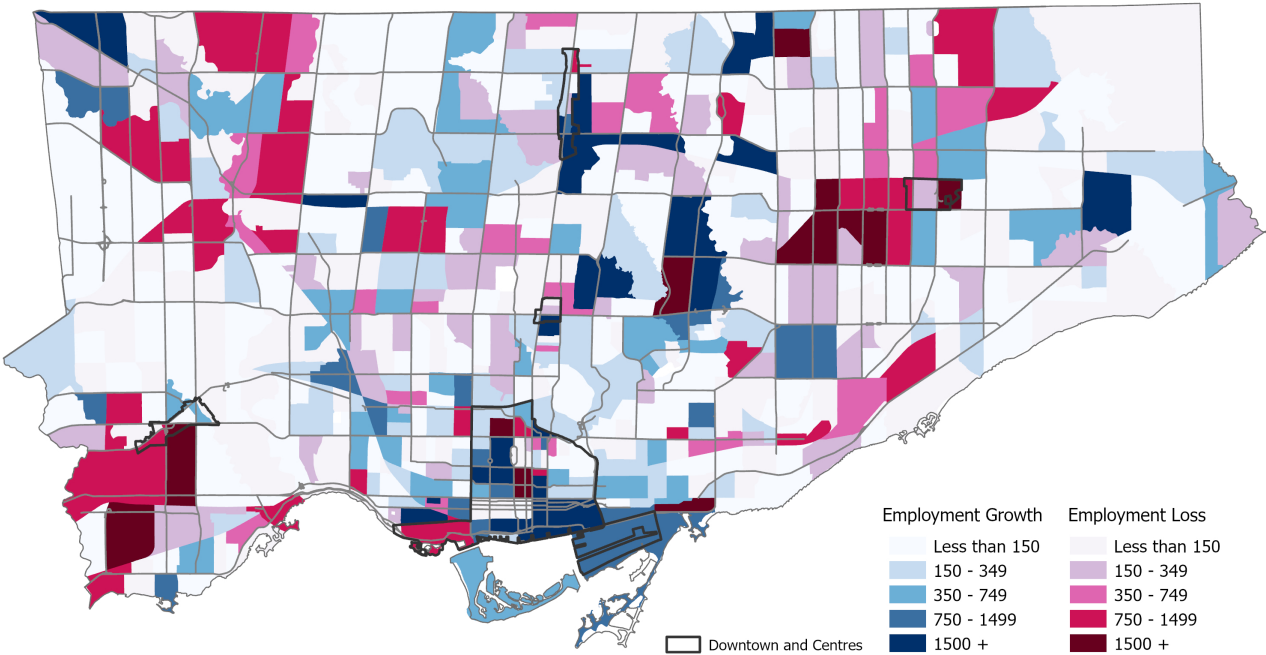 Employment Growth Employment Loss
Less than 150 Less than 150
150 - 349 150 - 349
350 - 749 350 - 749
750 - 1499 750 - 1499
Downtown and Centres 1500 + 1500 +